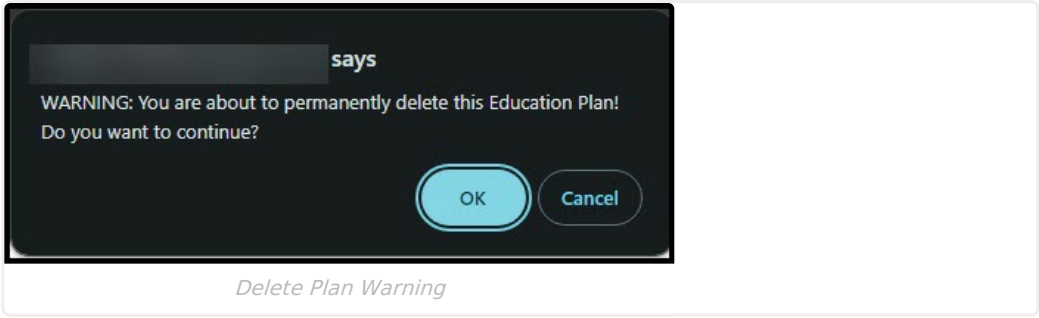 says
WARNING: You are about to permanently delete this Education Plan!
Do you want to continue?
OK
Cancel
Delete Plan Warning